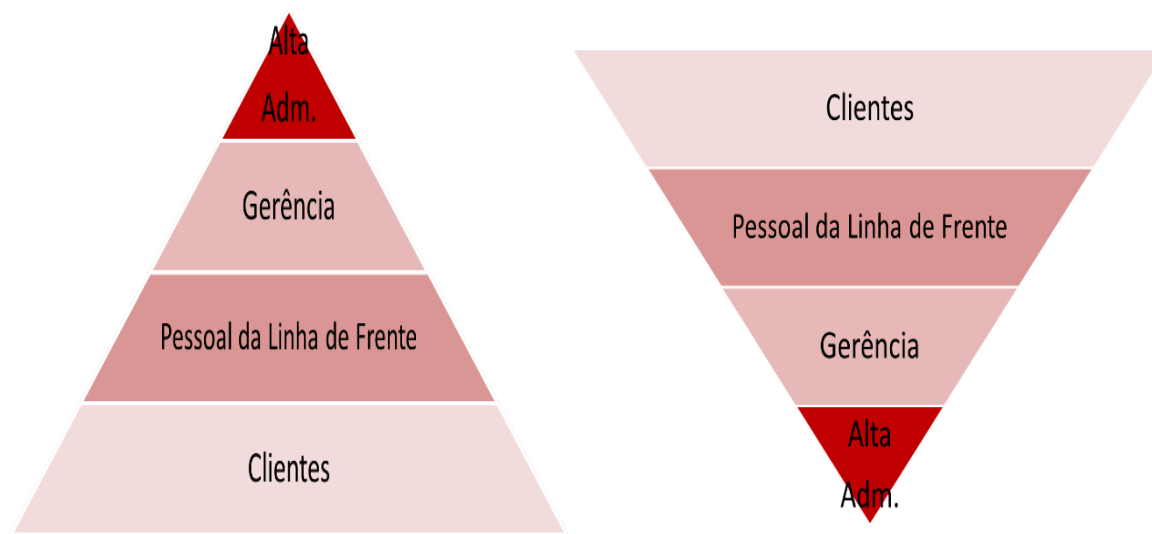 Alta
Adm.
Gerência
Pessoal da Linha de Frente
Clientes
Clientes
Pessoal da Linha de Frente
Gerência
Alta
Adm.